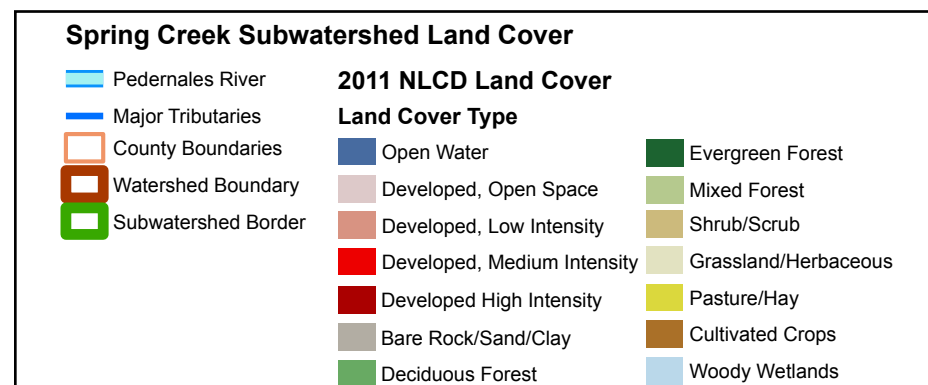 Spring Creek Subwatershed Land Cover
Pedernales River
Major Tributaries
County Boundaries
Watershed Boundary
Subwatershed Border
2011 NLCD Land Cover
Land Cover Type
Open Water
Developed, Open Space
Developed, Low Intensity
Developed, Medium Intensity
Developed High Intensity
Bare Rock/Sand/Clay
Deciduous Forest
Evergreen Forest
Mixed Forest
Shrub/Scrub
Grassland/Herbaceous
Pasture/Hay
Cultivated Crops
Woody Wetlands